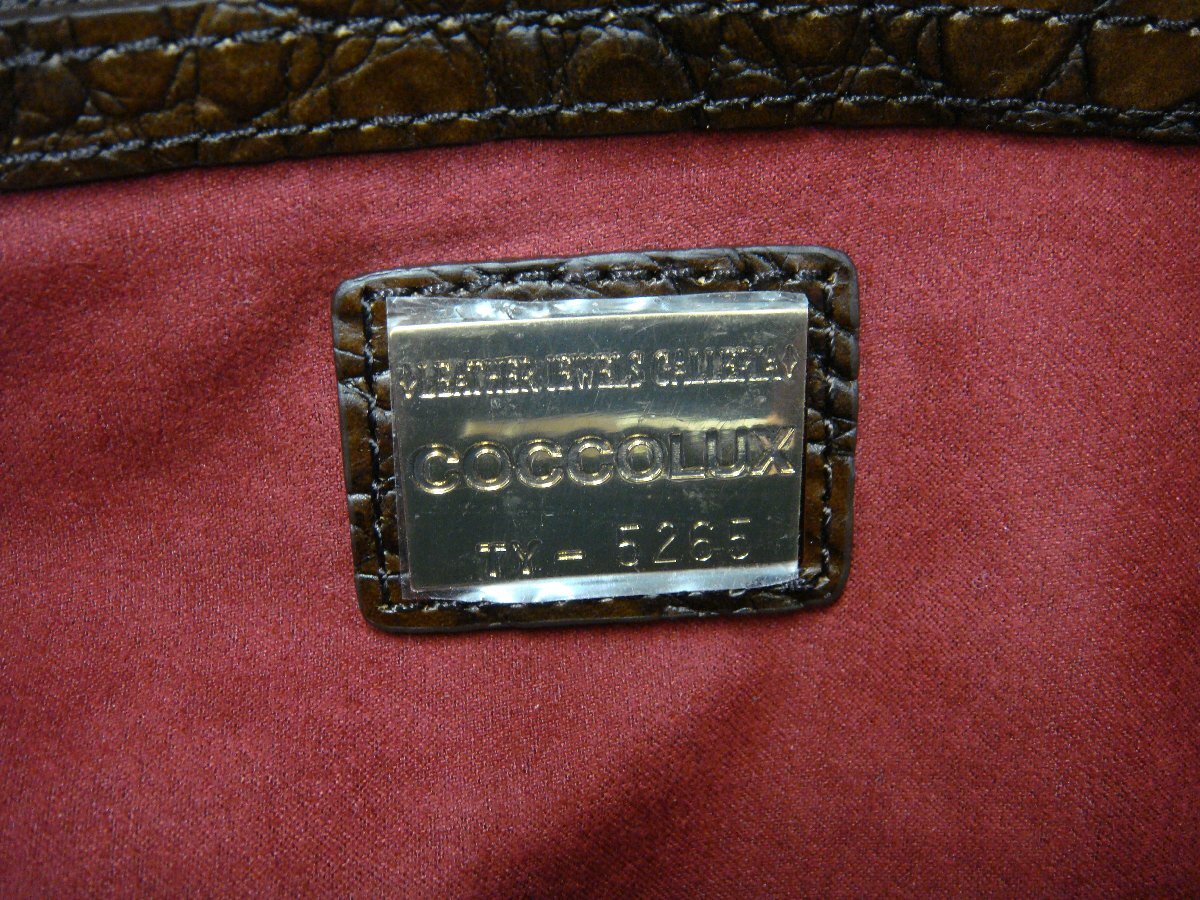 LEATHER JEWELS GALLERIA
COCCOLUX
TY - 5265